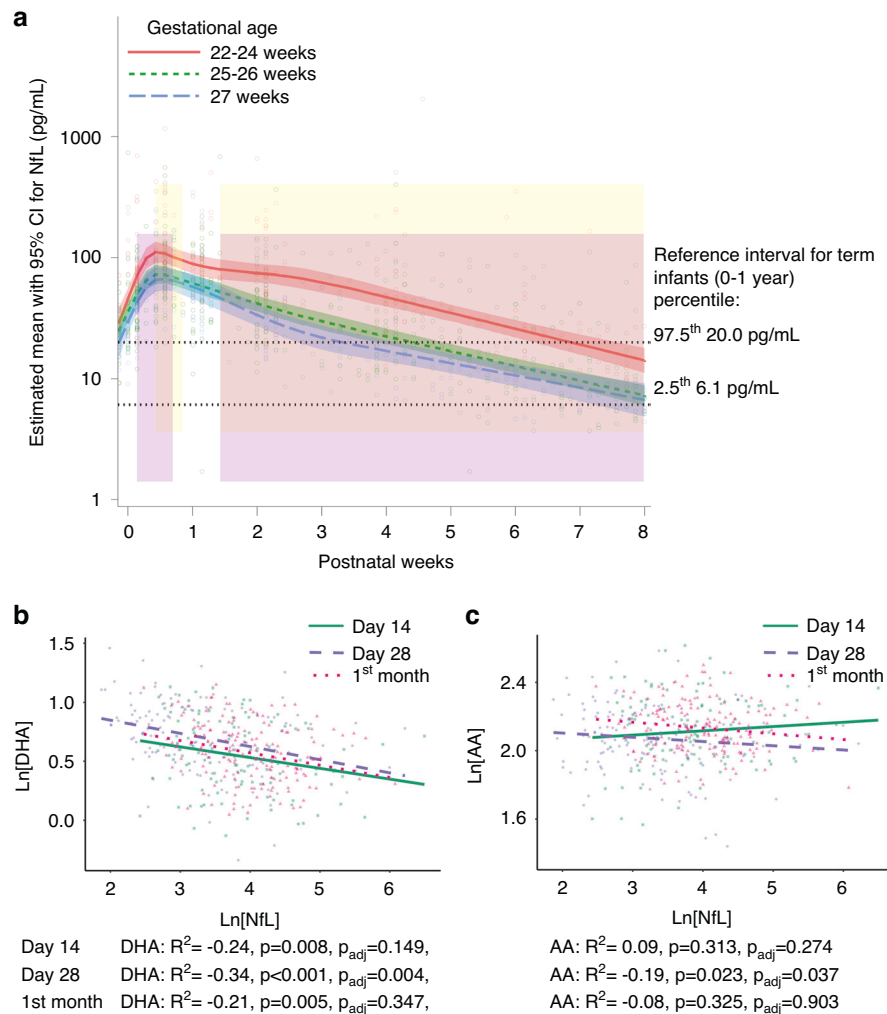 a
Gestational age
22-24 weeks
25-26 weeks
27 weeks
Estimated mean with 95% CI for NfL (pg/mL)
1000
100
10
1
0 1 2 3 4 5 6 7 8
Postnatal weeks
Reference interval for term
infants (0-1 year)
percentile:
97.5th 20.0 pg/mL
2.5th 6.1 pg/mL
b
Day 14
Day 28
1st month
Ln[DHA]
1.5
1.0
0.5
0.0
2 3 4 5 6
Ln[NfL]
c
Day 14
Day 28
1st month
Ln[AA]
2.4
2.0
1.6
2 3 4 5 6
Ln[NfL]
Day 14 DHA: R2= -0.24, p=0.008, padj=0.149, AA: R2= 0.09, p=0.313, padj=0.274
Day 28 DHA: R2= -0.34, p<0.001, padj=0.004, AA: R2= -0.19, p=0.023, padj=0.037
1st month DHA: R2= -0.21, p=0.005, padj=0.347, AA: R2= -0.08, p=0.325, padj=0.903